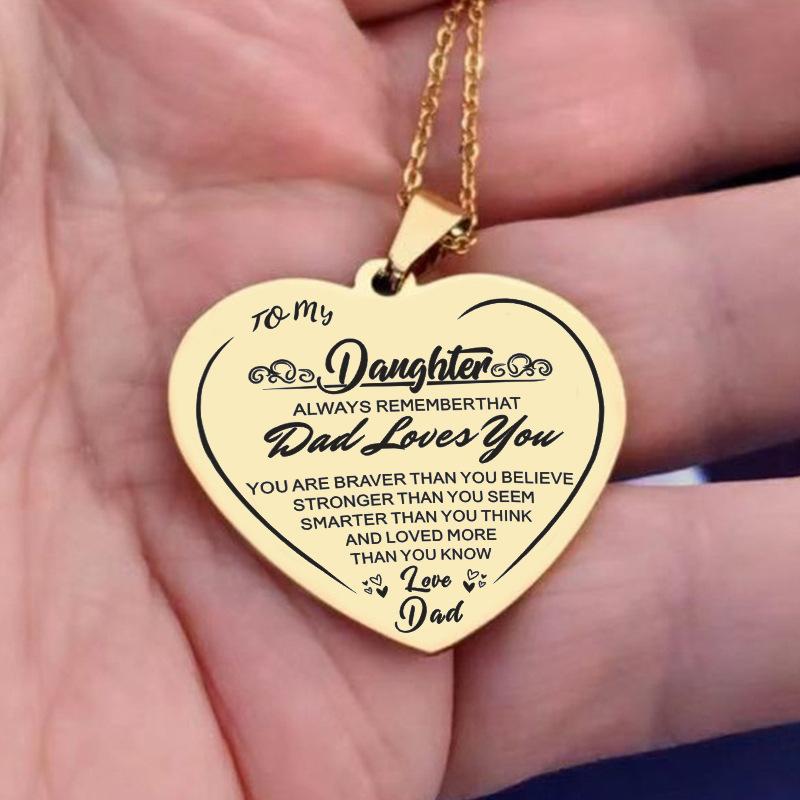 TO My
Daughter
ALWAYS REMEMBERTHAT
Dad Loves You
YOU ARE BRAVER THAN YOU BELIEVE
STRONGER THAN YOU SEEM
SMARTER THAN YOU THINK
AND LOVED MORE
THAN YOU KNOW
Love
Dad